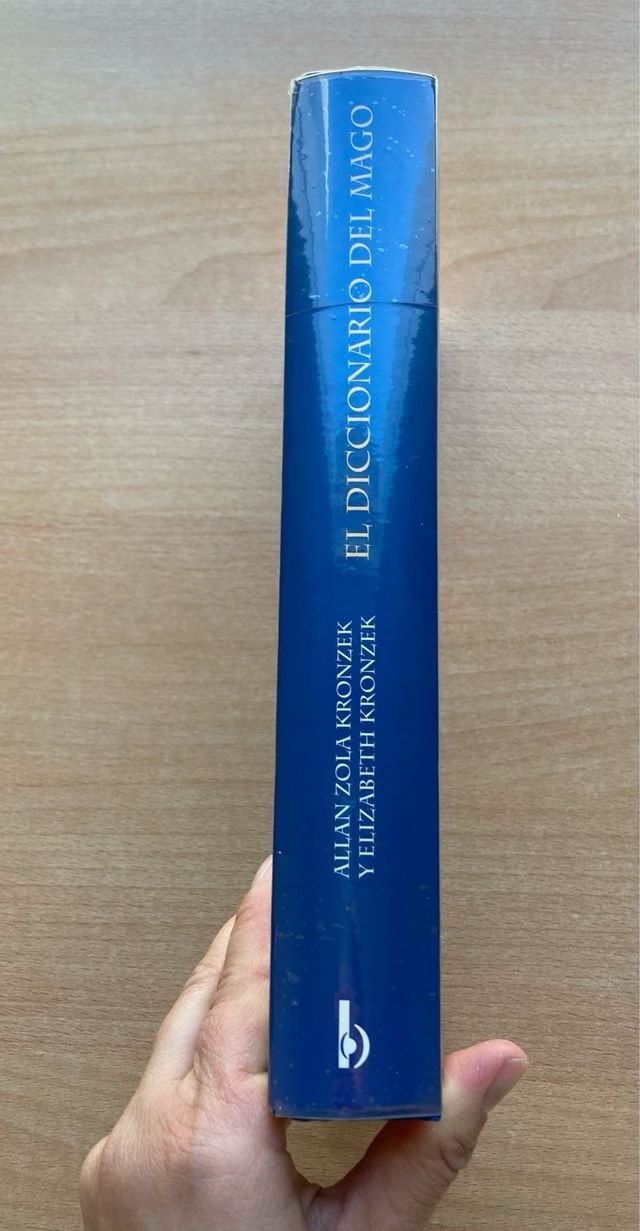 EL DICCIONARIO DEL MAGO
ALLAN ZOLA KRONZEK
Y ELIZABETH KRONZEK